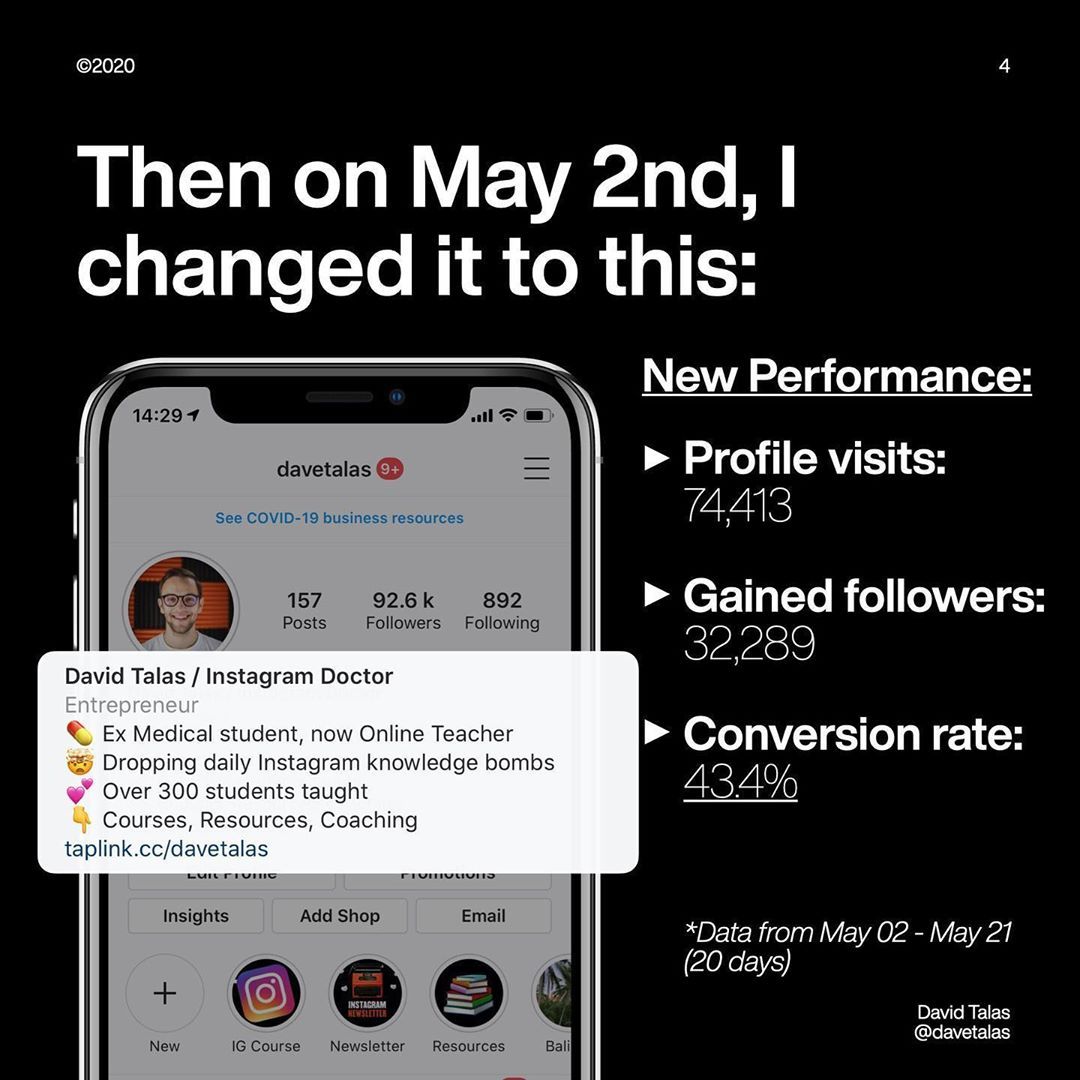 ©2020
4
Then on May 2nd, I
changed it to this:
14:29
davetalas 9+
See COVID-19 business resources
157
Posts
92.6 k
Followers
892
Following
David Talas / Instagram Doctor
Entrepreneur
💊 Ex Medical student, now Online Teacher
🤯 Dropping daily Instagram knowledge bombs
💕 Over 300 students taught
👇 Courses, Resources, Coaching
taplink.cc/davetalas
Edit Profile
Promotions
Insights
Add Shop
Email
INSTAGRAM
NEWSLETTER
New
IG Course
Newsletter
Resources
Bali
New Performance:
▶ Profile visits:
74,413
▶ Gained followers:
32,289
▶ Conversion rate:
43.4%
*Data from May 02 - May 21
(20 days)
David Talas
@davetalas